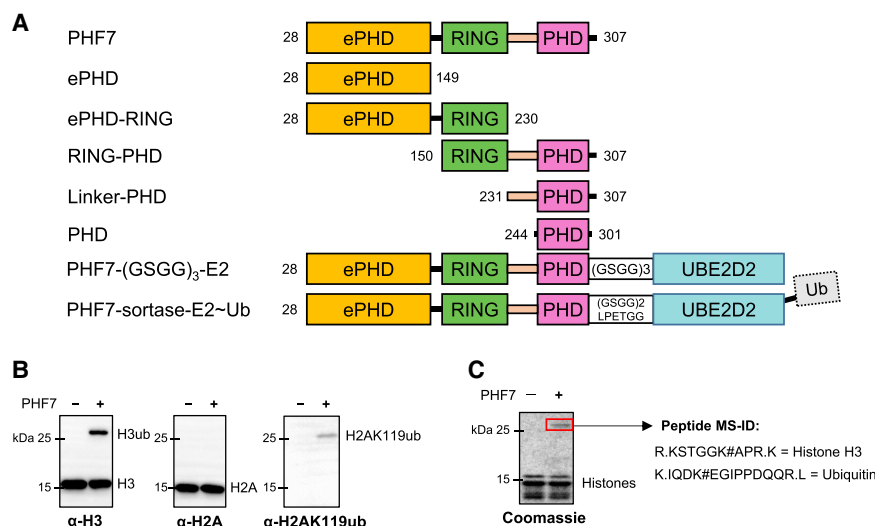 A
PHF7 28 ePHD RING PHD 307
ePHD 28 ePHD 149
ePHD-RING 28 ePHD RING 230
RING-PHD 150 RING PHD 307
Linker-PHD 231 PHD 307
PHD 244 PHD 301
PHF7-(GSGG)3-E2 28 ePHD RING PHD (GSGG)3 UBE2D2
PHF7-sortase-E2~Ub 28 ePHD RING PHD (GSGG)2 LPETGG UBE2D2 Ub
B
PHF7 – + – + – +
kDa 25 H3ub 25 25 H2AK119ub
15 H3 15 H2A 15
α-H3 α-H2A α-H2AK119ub
C
PHF7 – +
kDa 25 Peptide MS-ID:
R.KSTGGK#APR.K = Histone H3
15 Histones K.IQDK#EGIPPDQQR.L = Ubiquitin
Coomassie